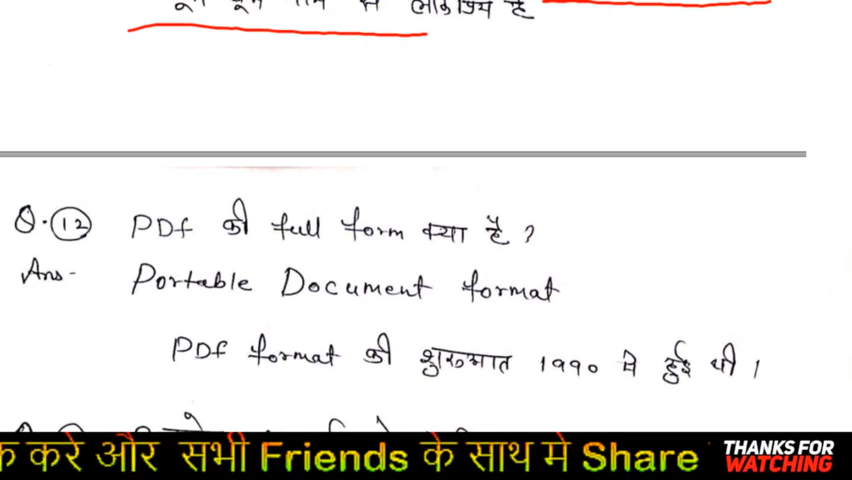 नाम से लोकप्रिय है
Q.12 PDf की full form क्या है ?
Ans- Portable Document format
PDf format की शुरुआत 1990 मे हुई थी ।
क करे और सभी Friends के साथ मे Share
THANKS FOR
WATCHING